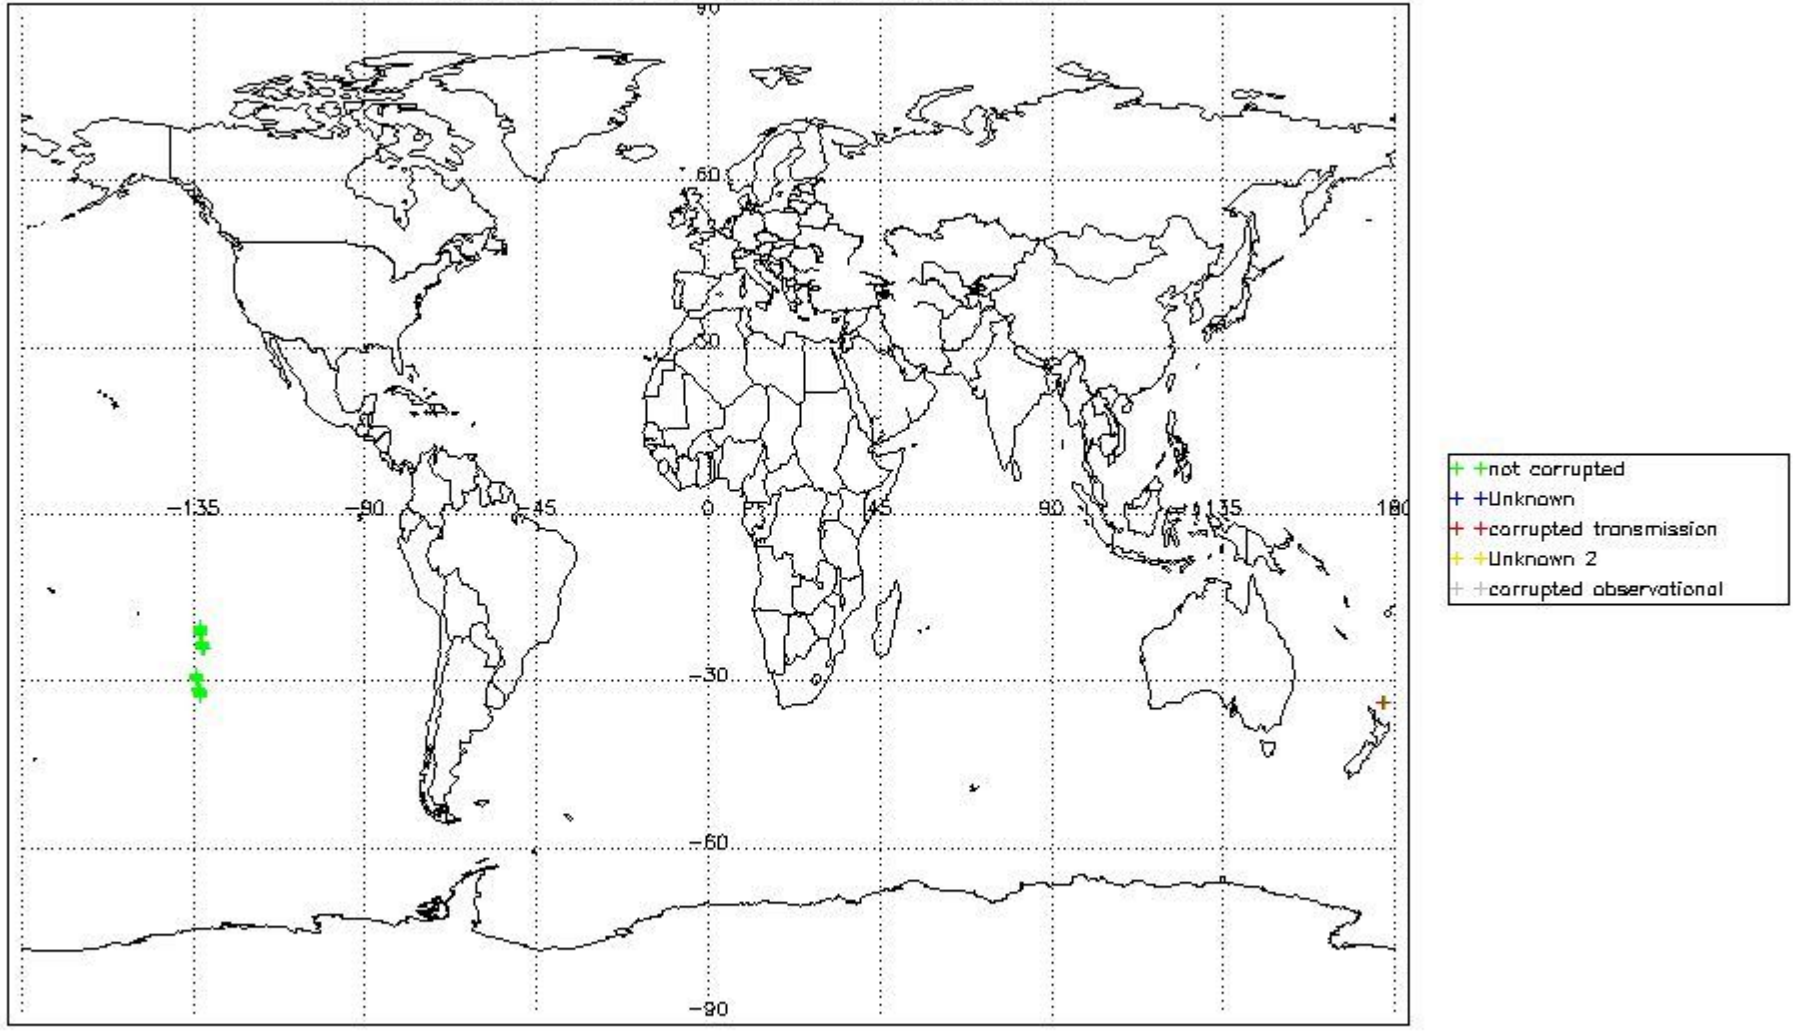 90
60
30
-135 -90 -45 0 45 90 135 180
-30
-60
-90
+ +not corrupted
+ +Unknown
+ +corrupted transmission
+ +Unknown 2
+ +corrupted observational